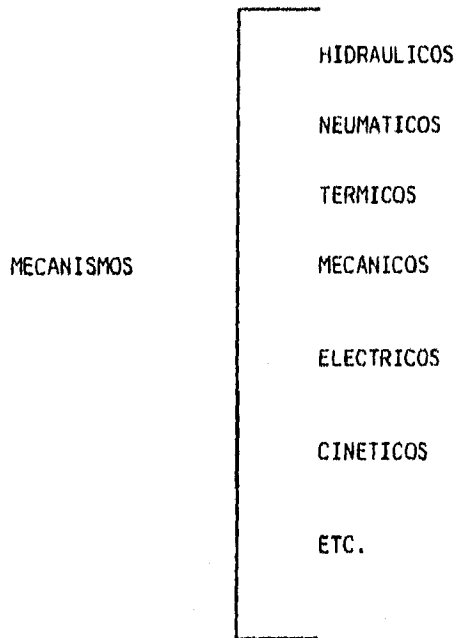 HIDRAULICOS
NEUMATICOS
TERMICOS
MECANISMOS MECANICOS
ELECTRICOS
CINETICOS
ETC.